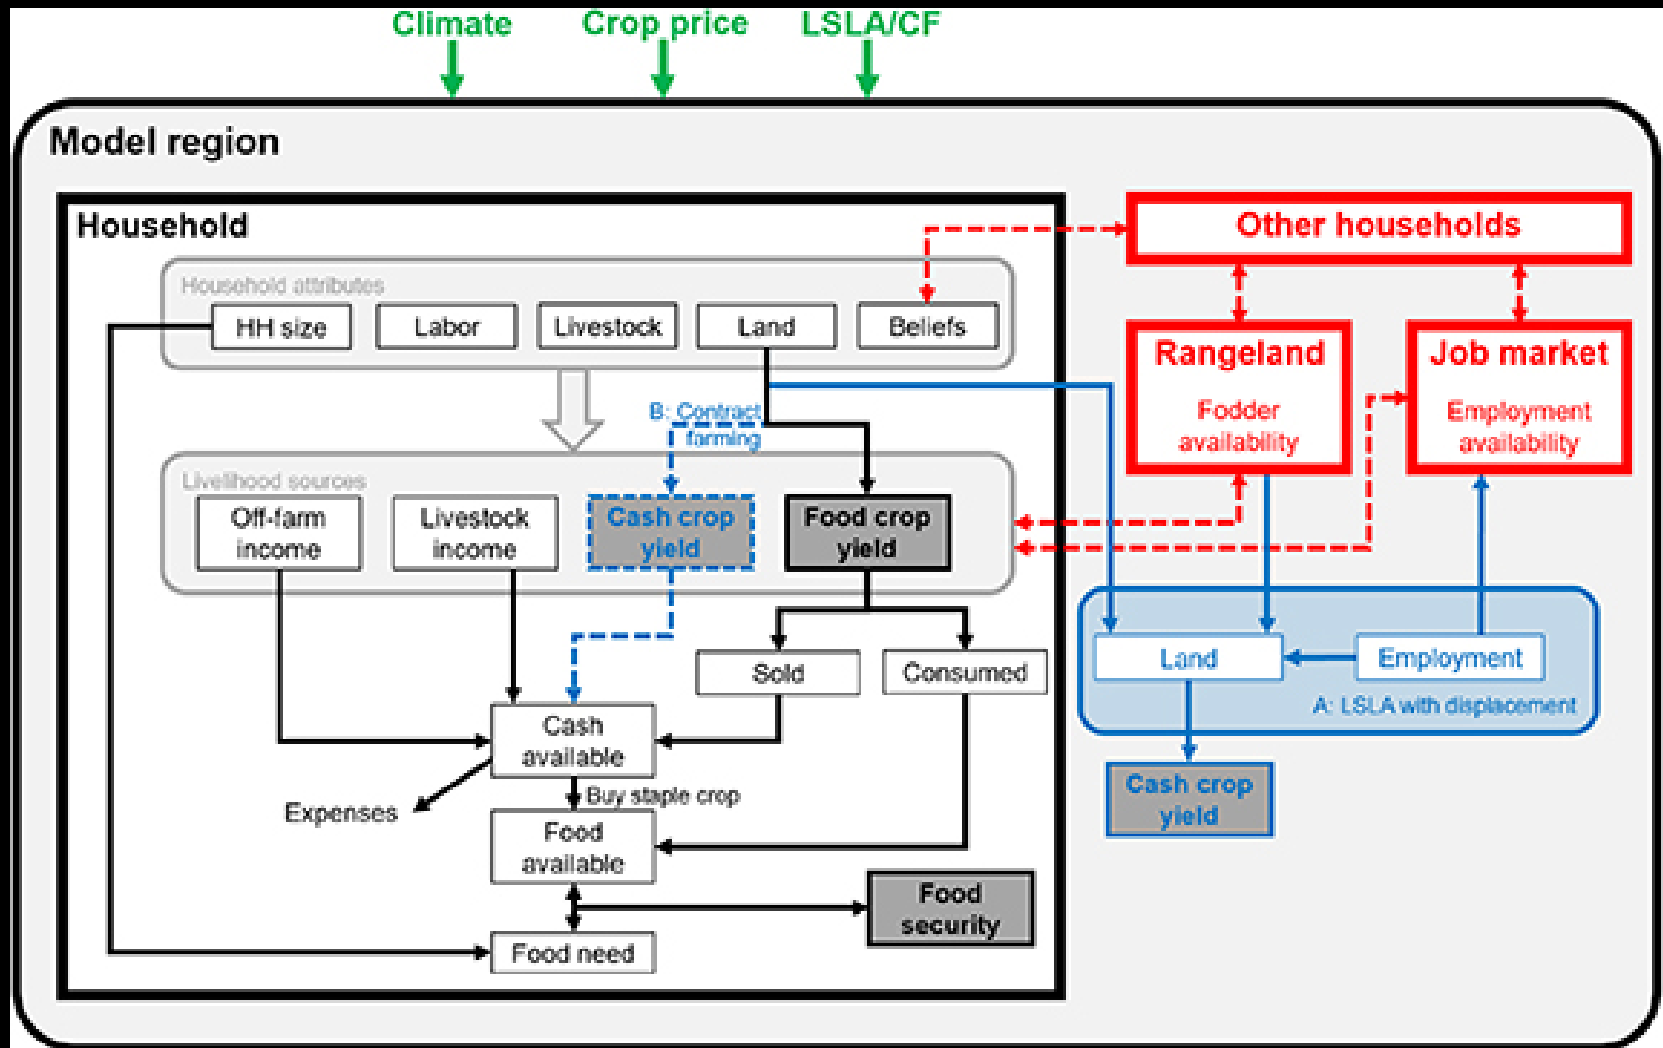 Climate
Crop price
LSLA/CF
Model region
Household
Other households
Household attributes
HH size
Labor
Livestock
Land
Beliefs
Rangeland
Fodder
availability
Job market
Employment
availability
B: Contract
farming
Livelihood sources
Off-farm
income
Livestock
income
Cash crop
yield
Food crop
yield
Sold
Consumed
Land
Employment
A: LSLA with displacement
Cash
available
Cash crop
yield
Expenses
Buy staple crop
Food
available
Food
security
Food need